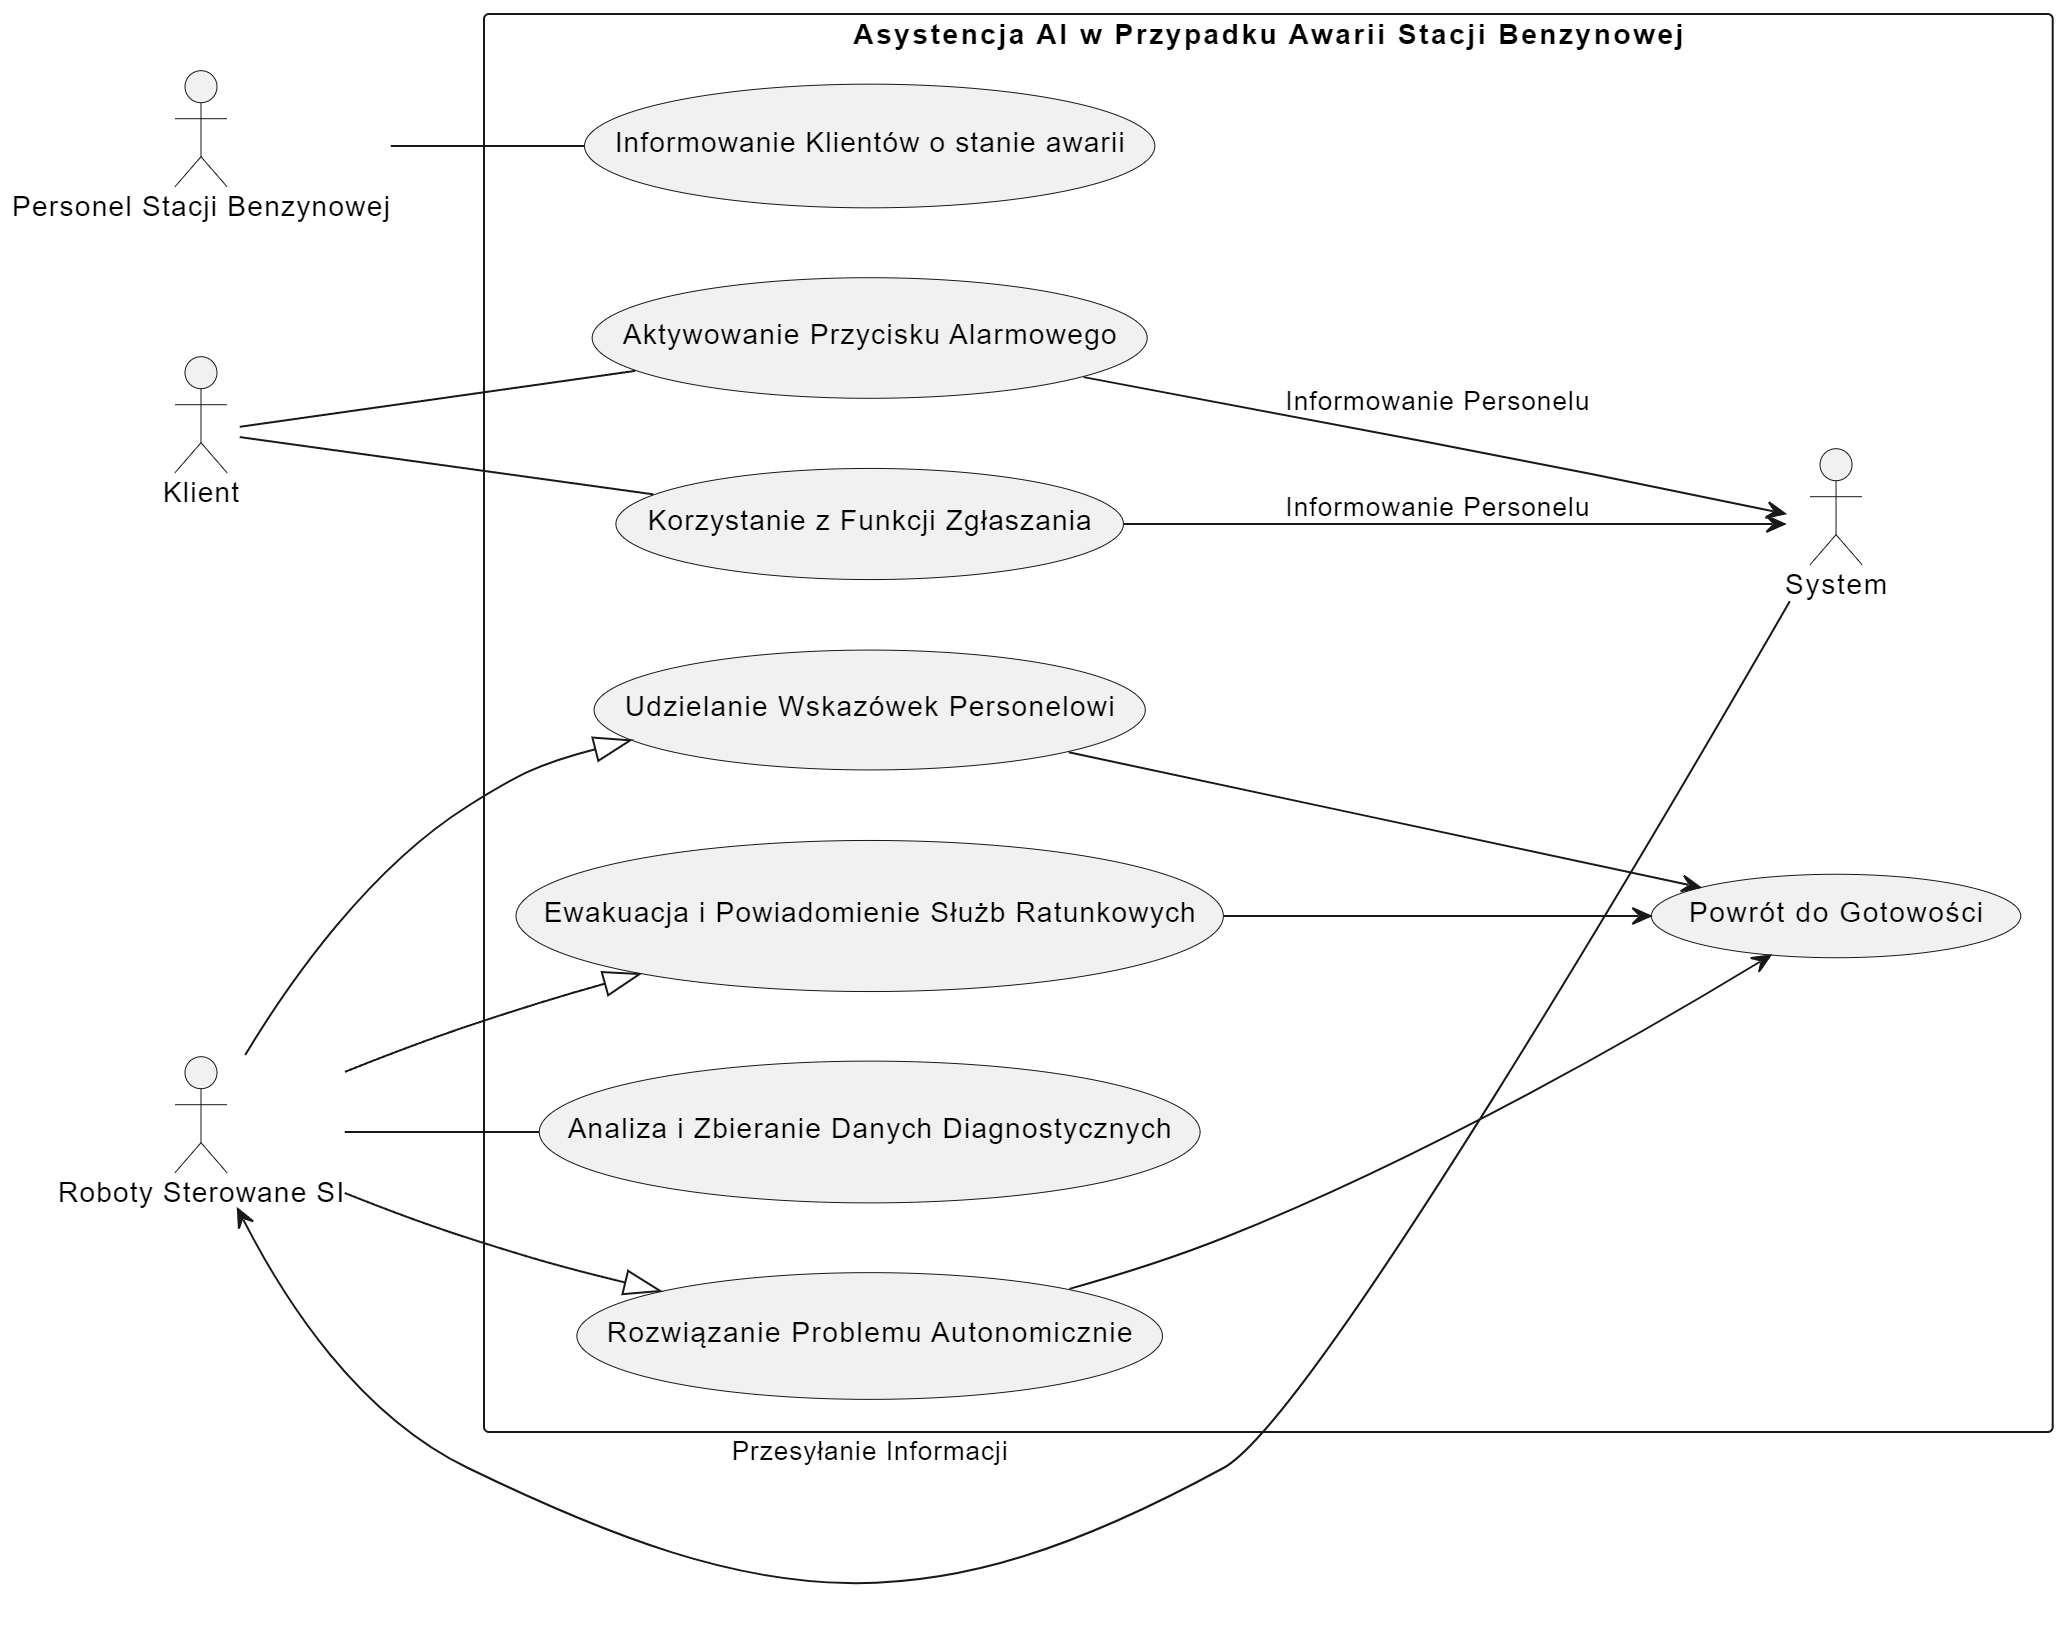 Asystencja AI w Przypadku Awarii Stacji Benzynowej
Informowanie Klientów o stanie awarii
Personel Stacji Benzynowej
Aktywowanie Przycisku Alarmowego
Informowanie Personelu
Klient
Korzystanie z Funkcji Zgłaszania
Informowanie Personelu
System
Udzielanie Wskazówek Personelowi
Ewakuacja i Powiadomienie Służb Ratunkowych
Powrót do Gotowości
Analiza i Zbieranie Danych Diagnostycznych
Roboty Sterowane SI
Rozwiązanie Problemu Autonomicznie
Przesyłanie Informacji